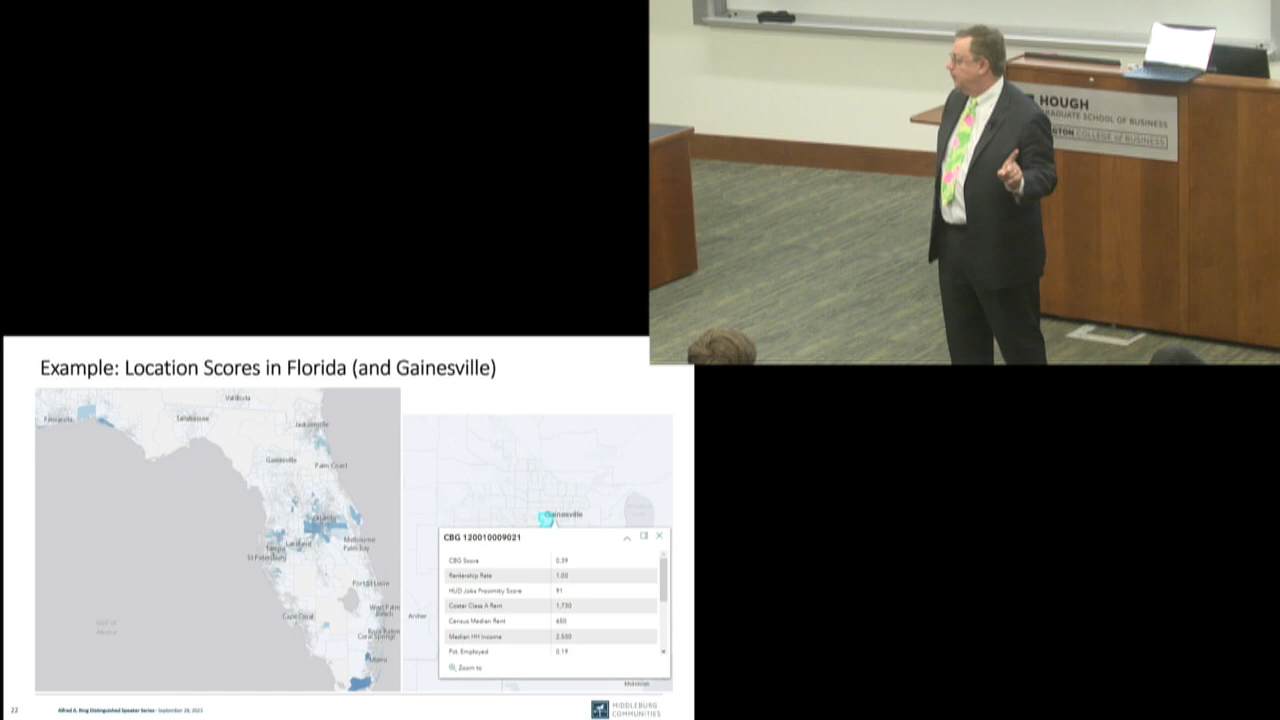 HOUGH
GRADUATE SCHOOL OF BUSINESS
COLLEGE of BUSINESS
Example: Location Scores in Florida (and Gainesville)
Valdosta
Pensacola
Tallahassee
Jacksonville
Gainesville
Palm Coast
Orlando
Lakeland
Melbourne
Tampa
Palm Bay
St Petersburg
Port St Lucie
Cape Coral
West Palm
Beach
Boca Raton
Coral Springs
Miami
Gulf of
Mexico
Gainesville
Archer
CBG 120010009021
CBG Score 0.39
Rentership Rate 1.00
HUD Jobs Proximity Score 91
Costar Class A Rent 1,730
Census Median Rent 650
Median HH Income 2,500
Pct. Employed 0.19
Zoom to
McIntosh
22
Alfred A. Ring Distinguished Speaker Series - September 28, 2023
MIDDLEBURG
COMMUNITIES